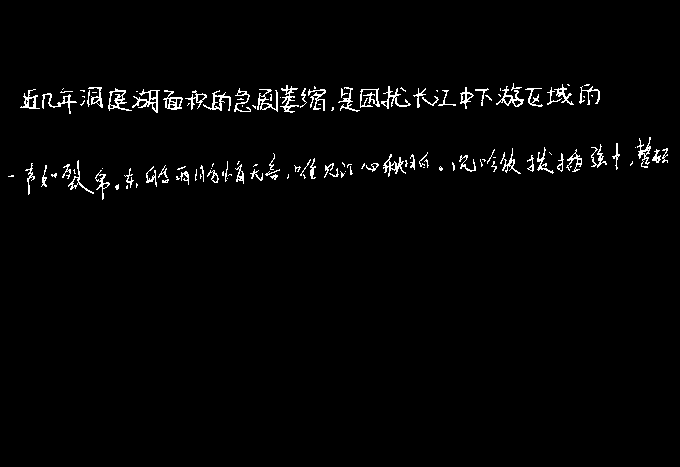 近几年洞庭湖面积的急剧萎缩,是困扰长江中下游区域的
一声如裂帛。东船西舫悄无言,唯见江心秋月白。沉吟放拨插弦中,整顿